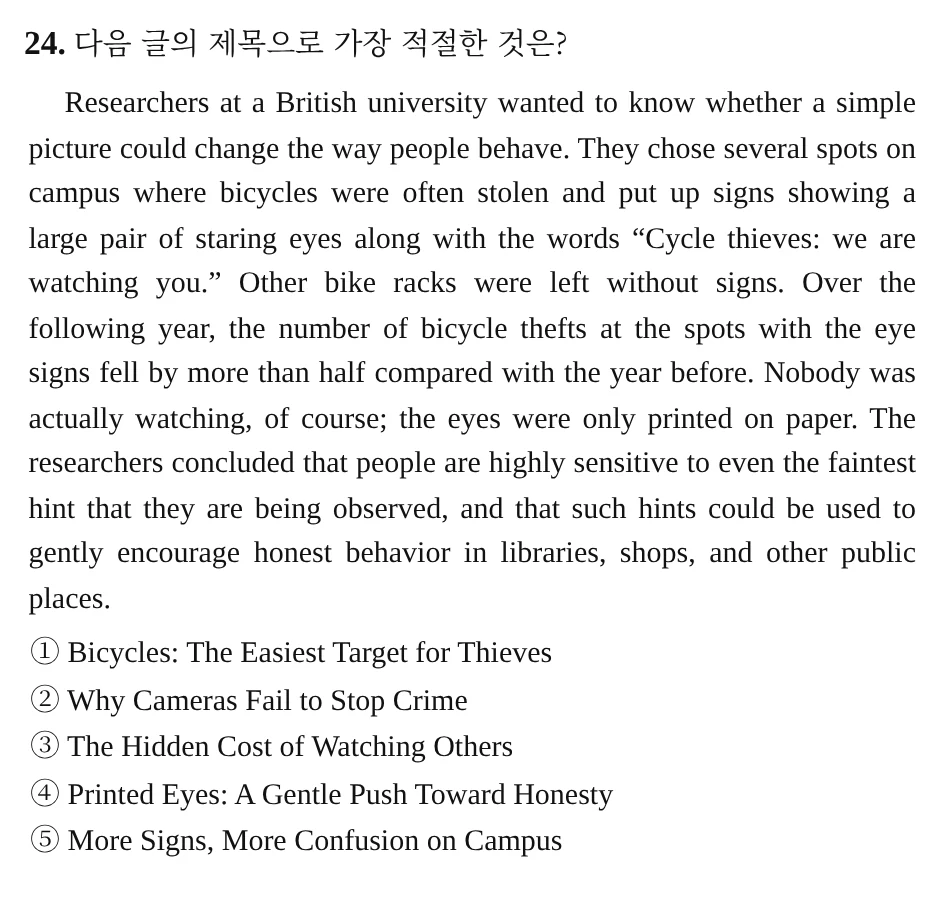 24. 다음 글의 제목으로 가장 적절한 것은?
Researchers at a British university wanted to know whether a simple
picture could change the way people behave. They chose several spots on
campus where bicycles were often stolen and put up signs showing a
large pair of staring eyes along with the words “Cycle thieves: we are
watching you.” Other bike racks were left without signs. Over the
following year, the number of bicycle thefts at the spots with the eye
signs fell by more than half compared with the year before. Nobody was
actually watching, of course; the eyes were only printed on paper. The
researchers concluded that people are highly sensitive to even the faintest
hint that they are being observed, and that such hints could be used to
gently encourage honest behavior in libraries, shops, and other public
places.
① Bicycles: The Easiest Target for Thieves
② Why Cameras Fail to Stop Crime
③ The Hidden Cost of Watching Others
④ Printed Eyes: A Gentle Push Toward Honesty
⑤ More Signs, More Confusion on Campus